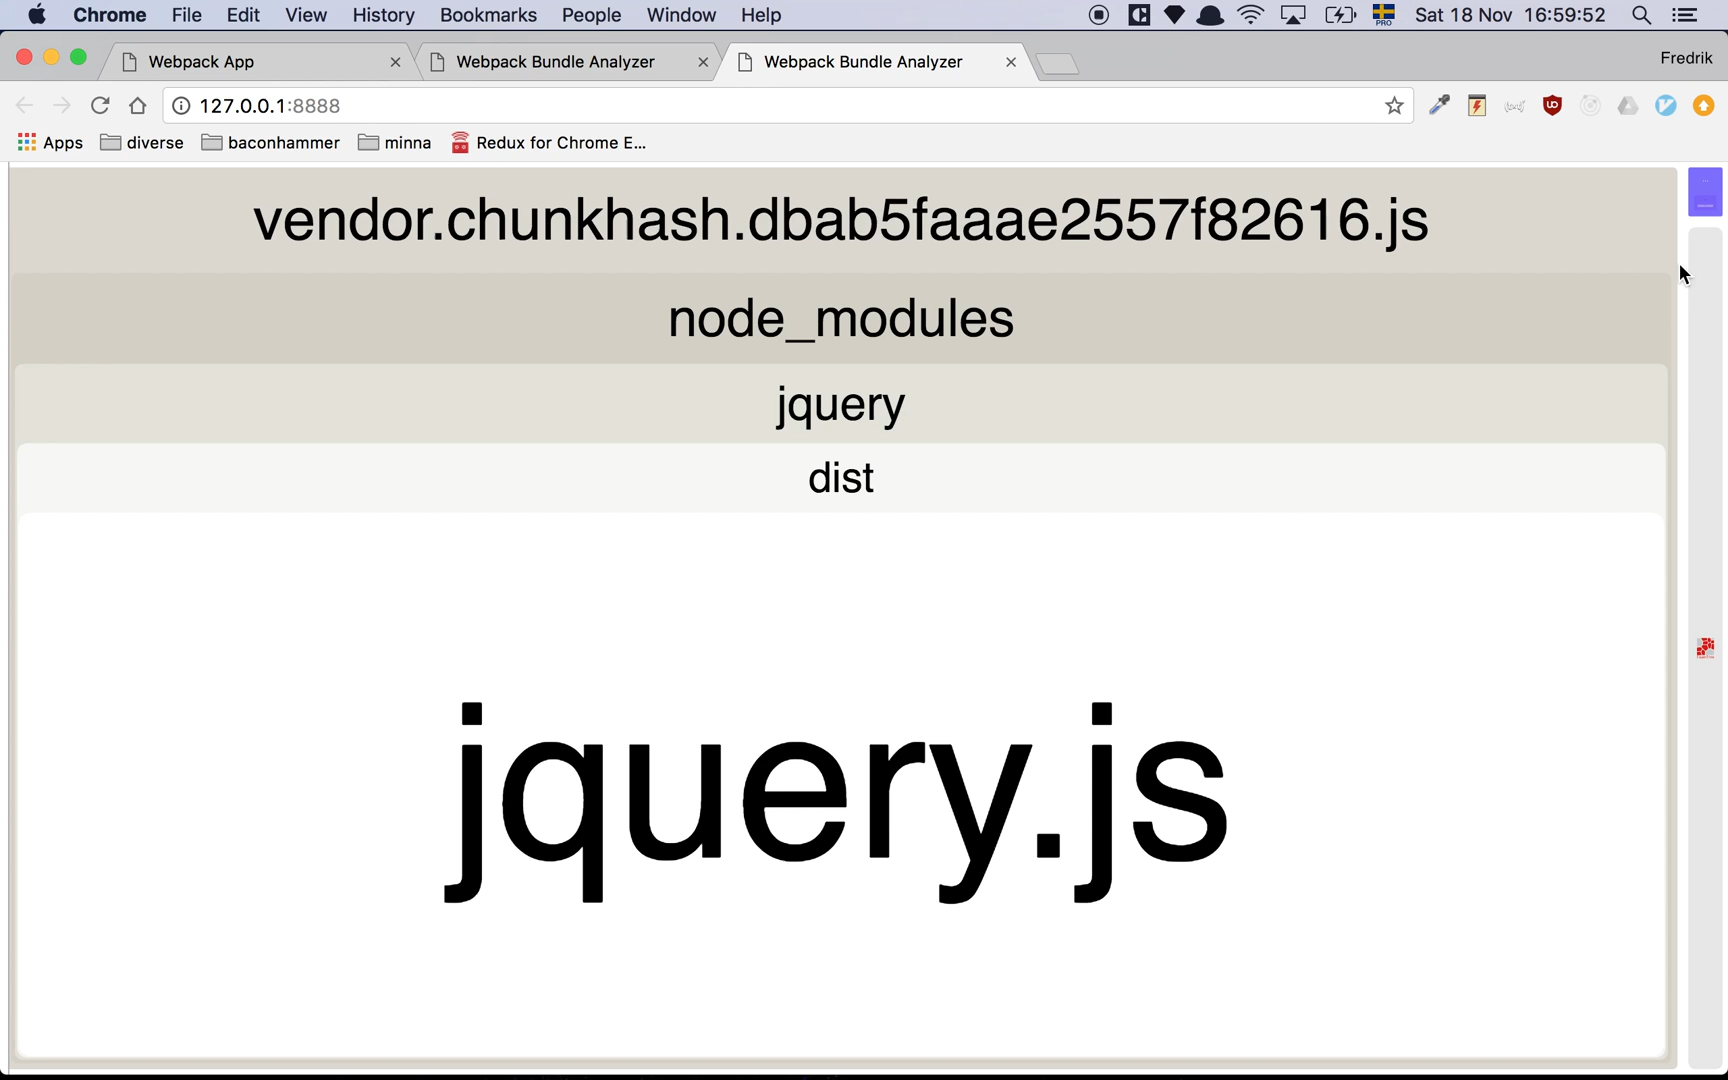 Chrome File Edit View History Bookmarks People Window Help PRO Sat 18 Nov 16:59:52
Webpack App Webpack Bundle Analyzer Webpack Bundle Analyzer Fredrik
127.0.0.1:8888
Apps diverse baconhammer minna Redux for Chrome E...
vendor.chunkhash.dbab5faaae2557f82616.js
node_modules
jquery
dist
jquery.js